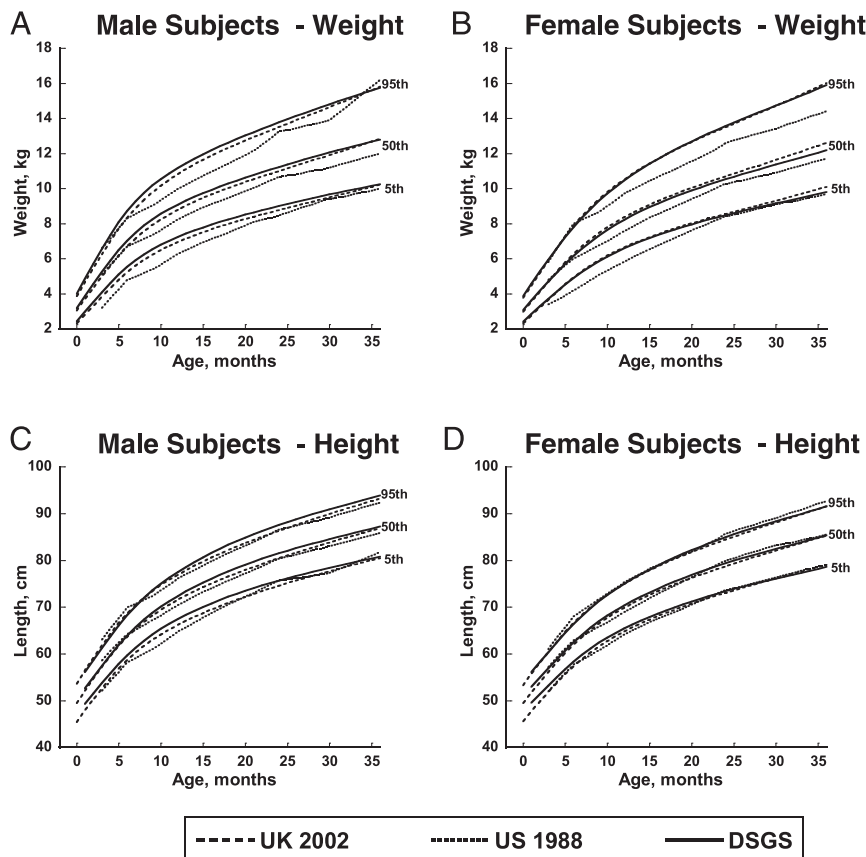 A Male Subjects - Weight
18
16
14
12
10
8
6
4
2
Weight, kg
95th
50th
5th
0 5 10 15 20 25 30 35
Age, months
B Female Subjects - Weight
18
16
14
12
10
8
6
4
2
Weight, kg
95th
50th
5th
0 5 10 15 20 25 30 35
Age, months
C Male Subjects - Height
100
90
80
70
60
50
40
Length, cm
95th
50th
5th
0 5 10 15 20 25 30 35
Age, months
D Female Subjects - Height
100
90
80
70
60
50
40
Length, cm
95th
50th
5th
0 5 10 15 20 25 30 35
Age, months
UK 2002 US 1988 DSGS